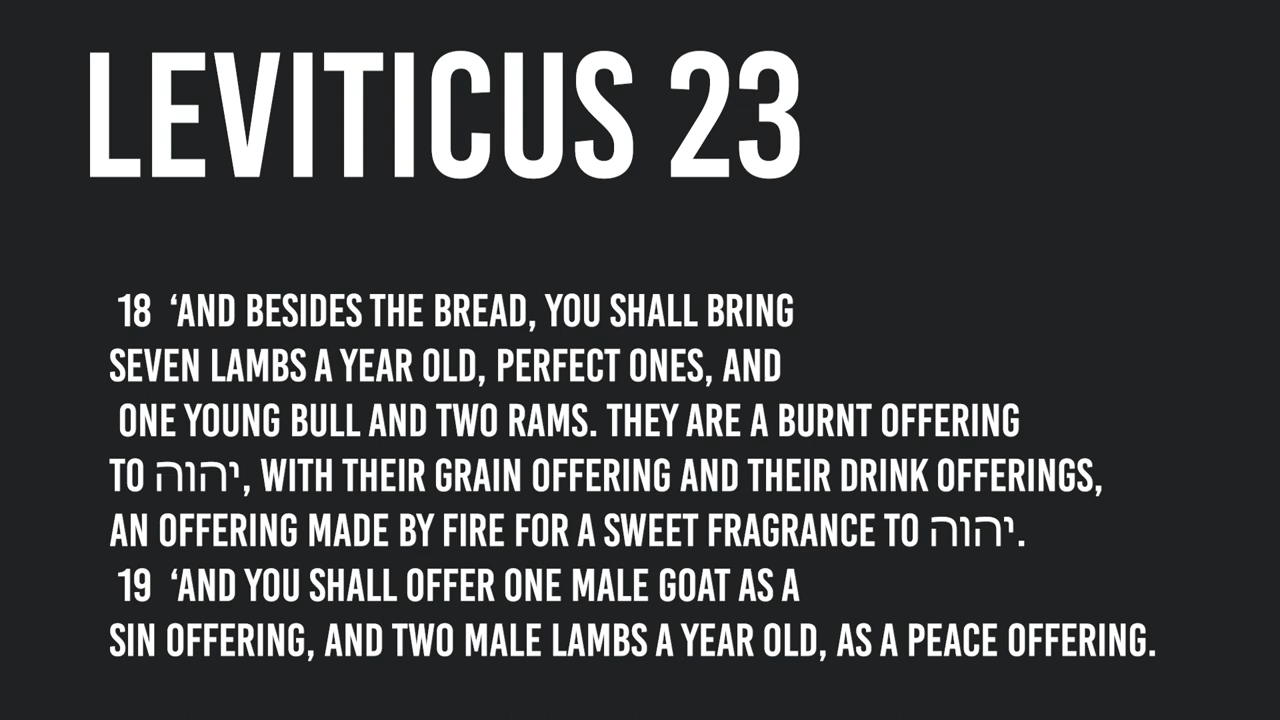 LEVITICUS 23
18 ‘AND BESIDES THE BREAD, YOU SHALL BRING
SEVEN LAMBS A YEAR OLD, PERFECT ONES, AND
ONE YOUNG BULL AND TWO RAMS. THEY ARE A BURNT OFFERING
TO יהוה, WITH THEIR GRAIN OFFERING AND THEIR DRINK OFFERINGS,
AN OFFERING MADE BY FIRE FOR A SWEET FRAGRANCE TO יהוה.
19 ‘AND YOU SHALL OFFER ONE MALE GOAT AS A
SIN OFFERING, AND TWO MALE LAMBS A YEAR OLD, AS A PEACE OFFERING.